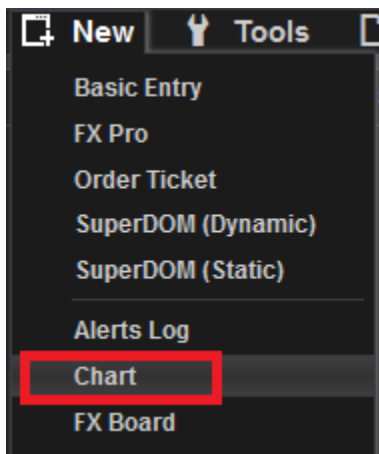 New Tools
Basic Entry
FX Pro
Order Ticket
SuperDOM (Dynamic)
SuperDOM (Static)
Alerts Log
Chart
FX Board